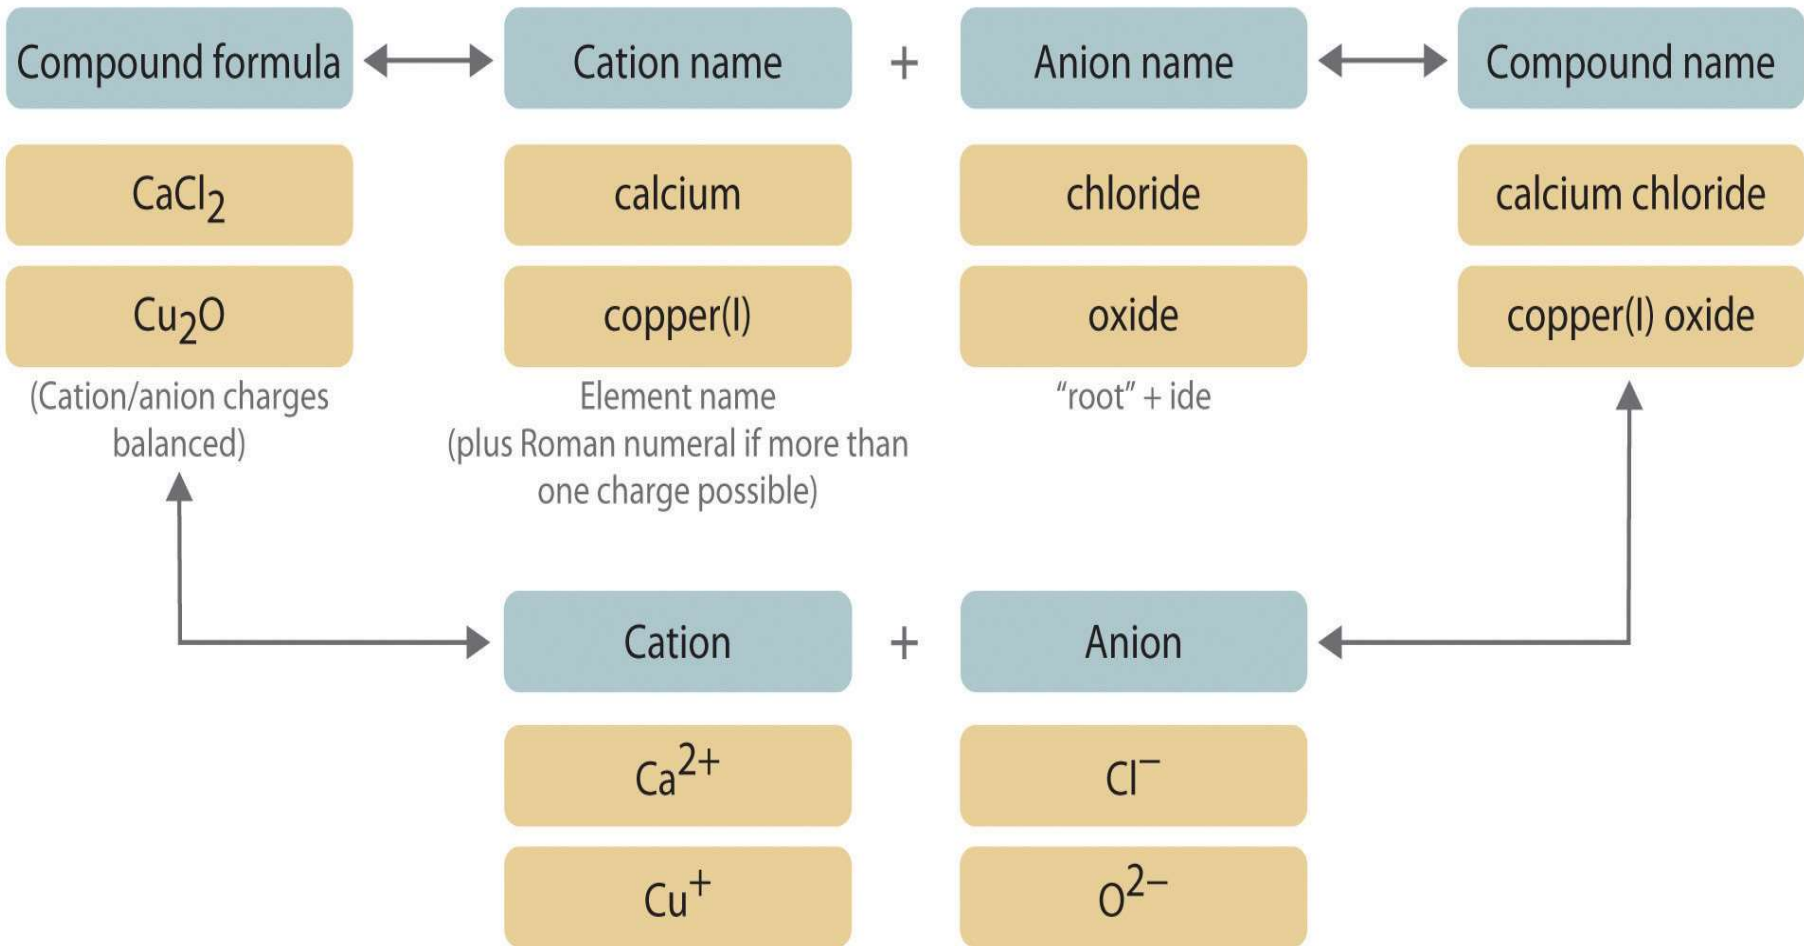 Compound formula
Cation name
+
Anion name
Compound name
CaCl₂
calcium
chloride
calcium chloride
Cu₂O
copper(I)
oxide
copper(I) oxide
(Cation/anion charges
balanced)
Element name
(plus Roman numeral if more than
one charge possible)
“root” + ide
Cation
+
Anion
Ca²⁺
Cl⁻
Cu⁺
O²⁻